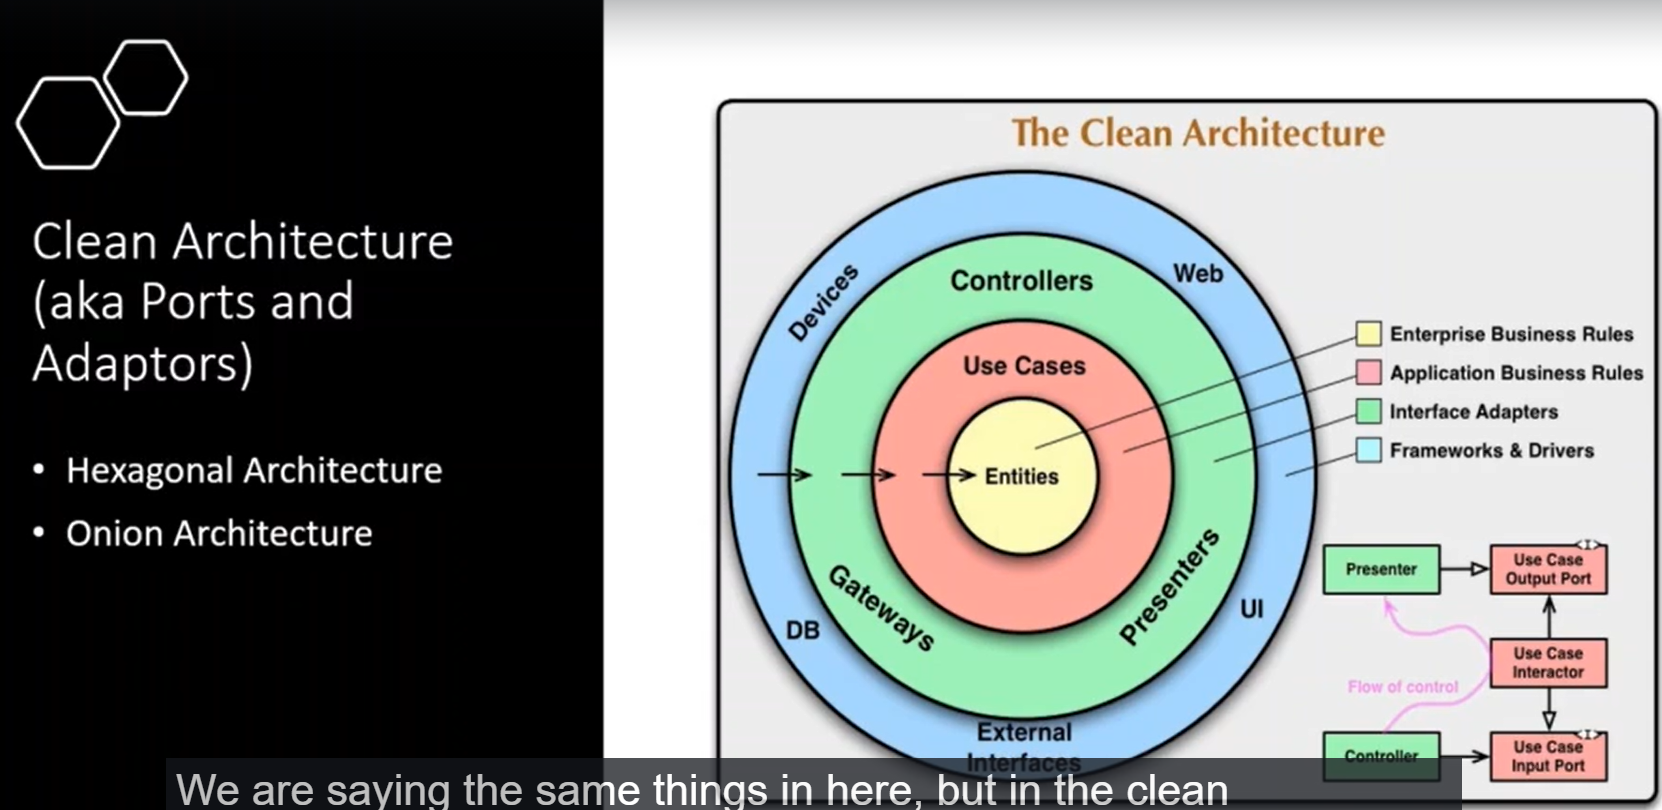 Clean Architecture
(aka Ports and
Adaptors)
• Hexagonal Architecture
• Onion Architecture
The Clean Architecture
Devices
Web
Controllers
Use Cases
Entities
Gateways
Presenters
DB
UI
External
Interfaces
Enterprise Business Rules
Application Business Rules
Interface Adapters
Frameworks & Drivers
Presenter
Use Case
Output Port
<I>
Use Case
Interactor
Flow of control
Controller
Use Case
Input Port
<I>
We are saying the same things in here, but in the clean